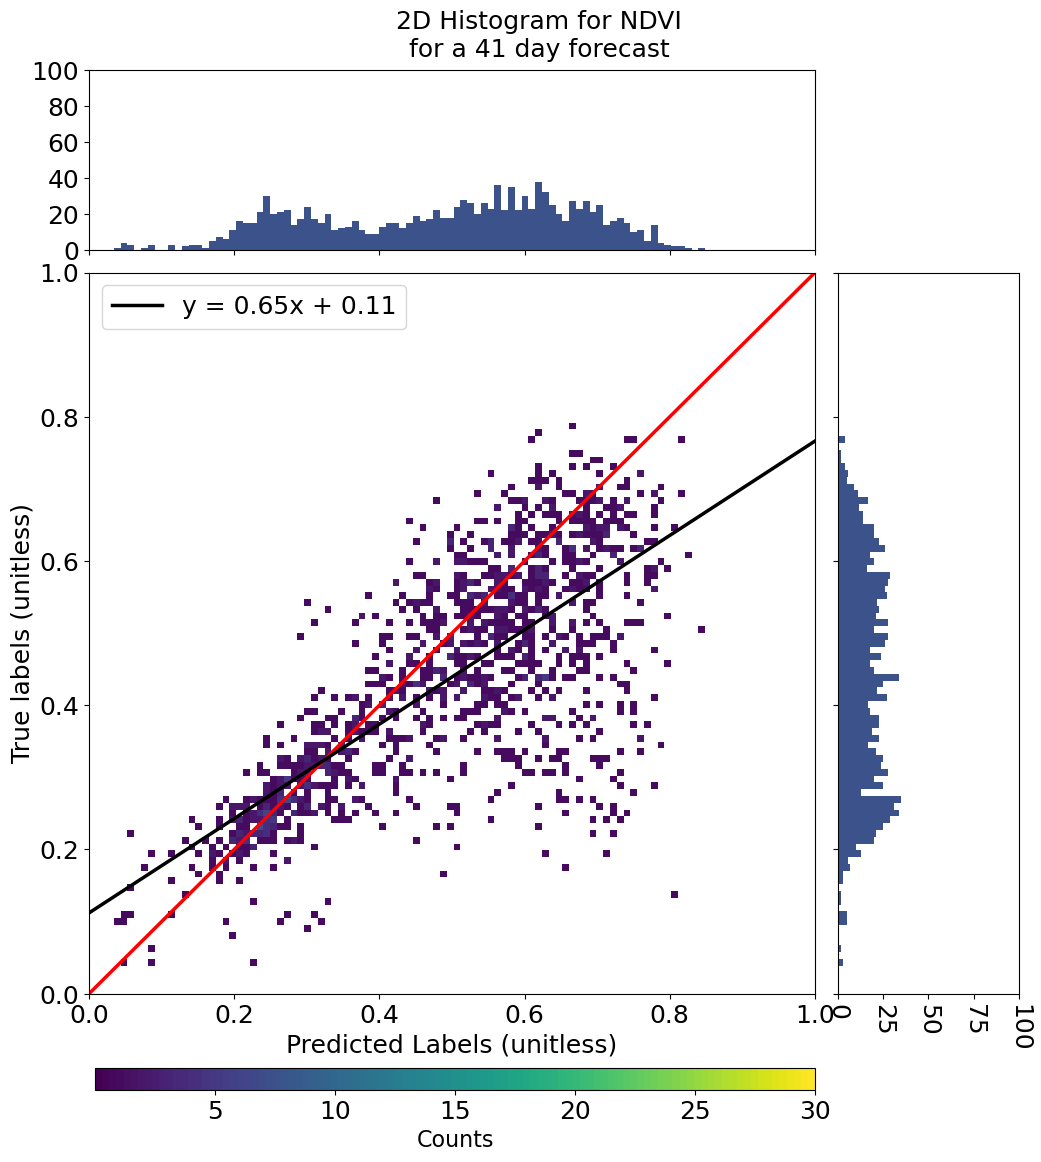 2D Histogram for NDVI
for a 41 day forecast
100
80
60
40
20
0
1.0
0.8
0.6
0.4
0.2
0.0
True labels (unitless)
y = 0.65x + 0.11
0.0 0.2 0.4 0.6 0.8 1.0
Predicted Labels (unitless)
0 25 50 75 100
5 10 15 20 25 30
Counts